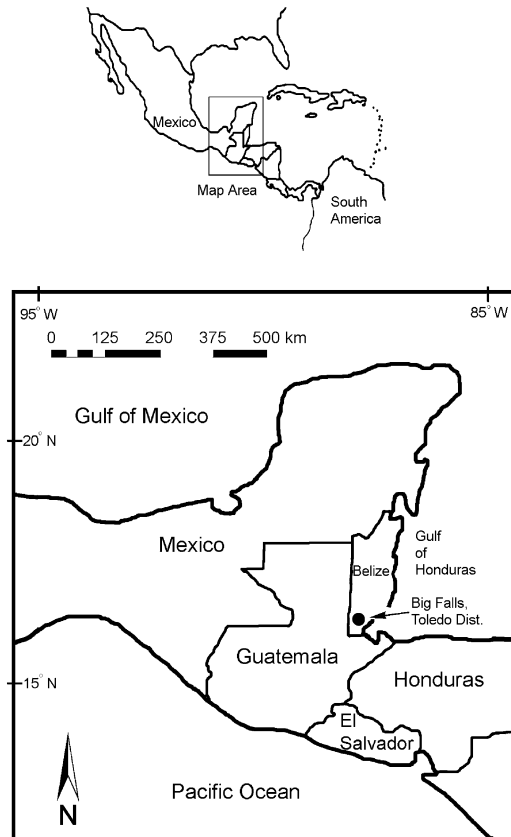 Mexico
Map Area
South
America
95° W
85° W
0 125 250 375 500 km
Gulf of Mexico
20° N
Mexico
Gulf
of
Honduras
Belize
Big Falls,
Toledo Dist.
Guatemala
Honduras
15° N
El
Salvador
Pacific Ocean
N